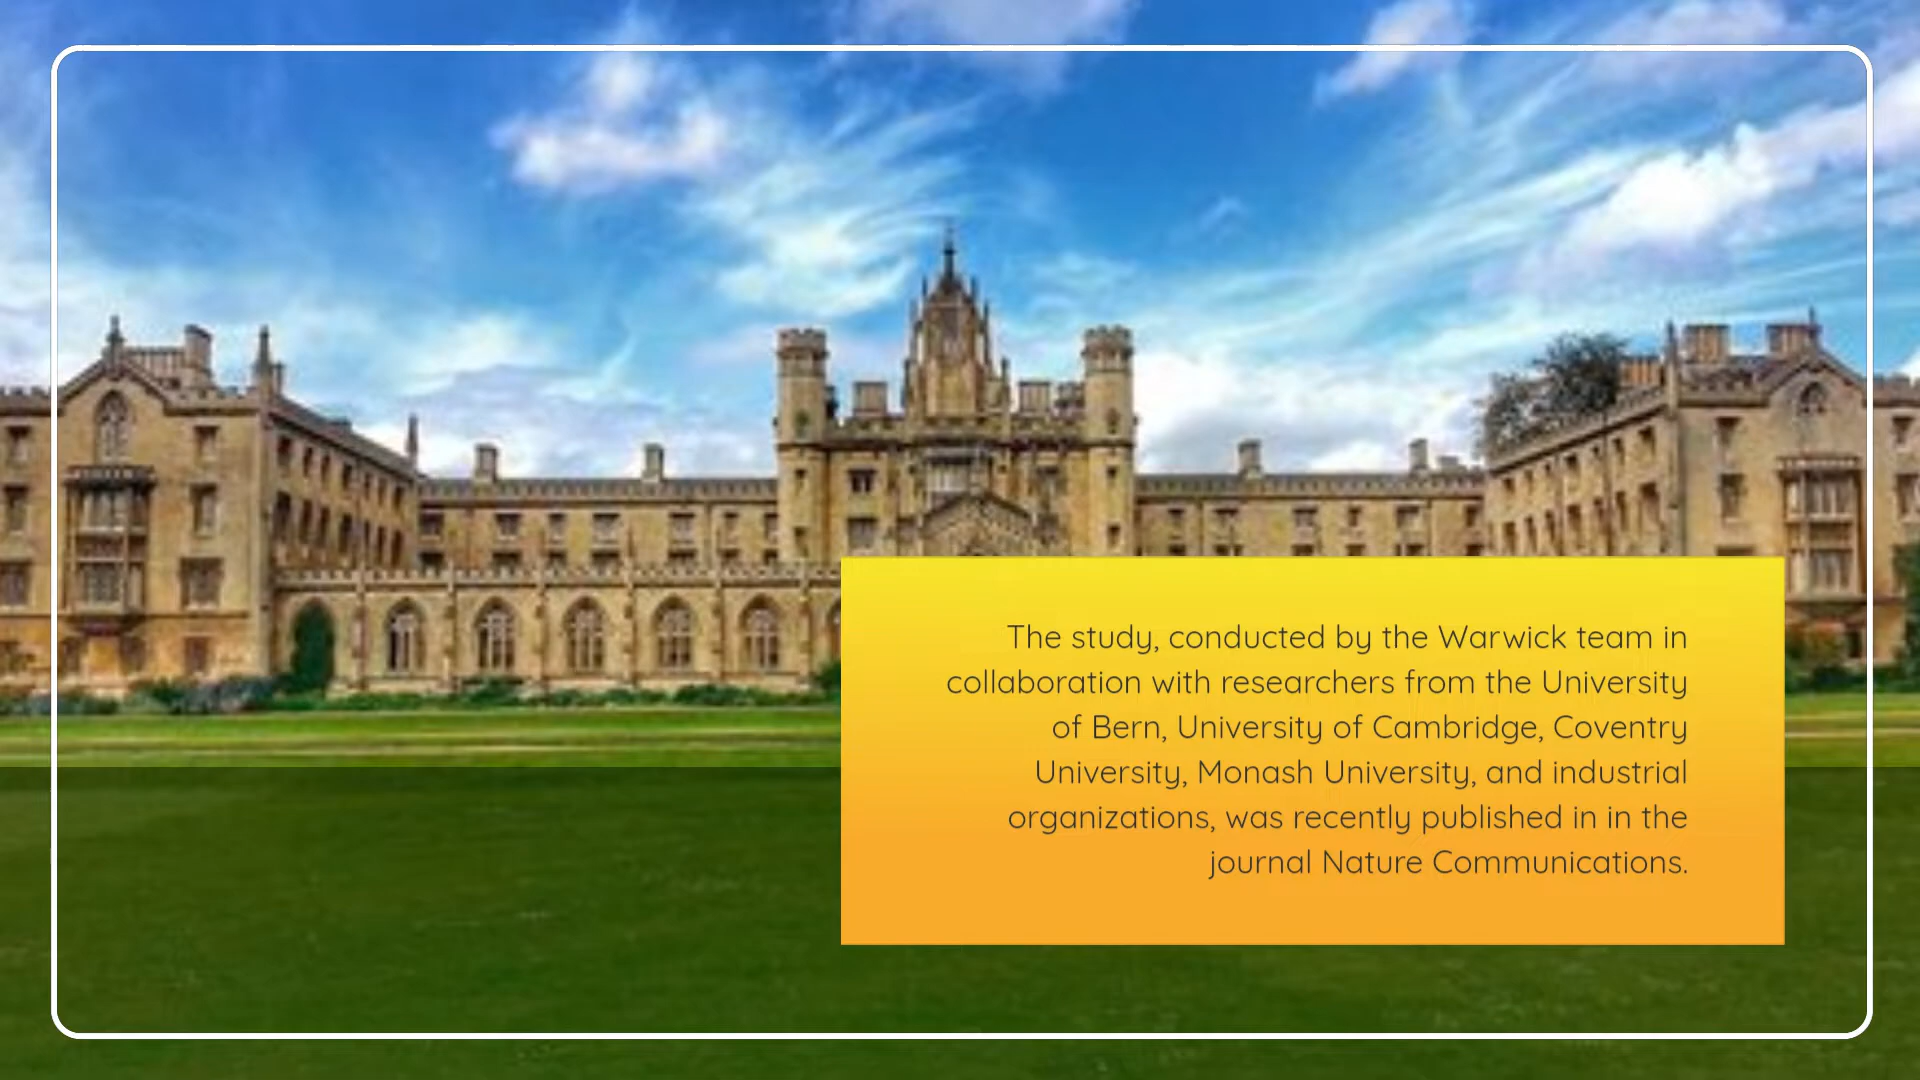 The study, conducted by the Warwick team in
collaboration with researchers from the University
of Bern, University of Cambridge, Coventry
University, Monash University, and industrial
organizations, was recently published in in the
journal Nature Communications.